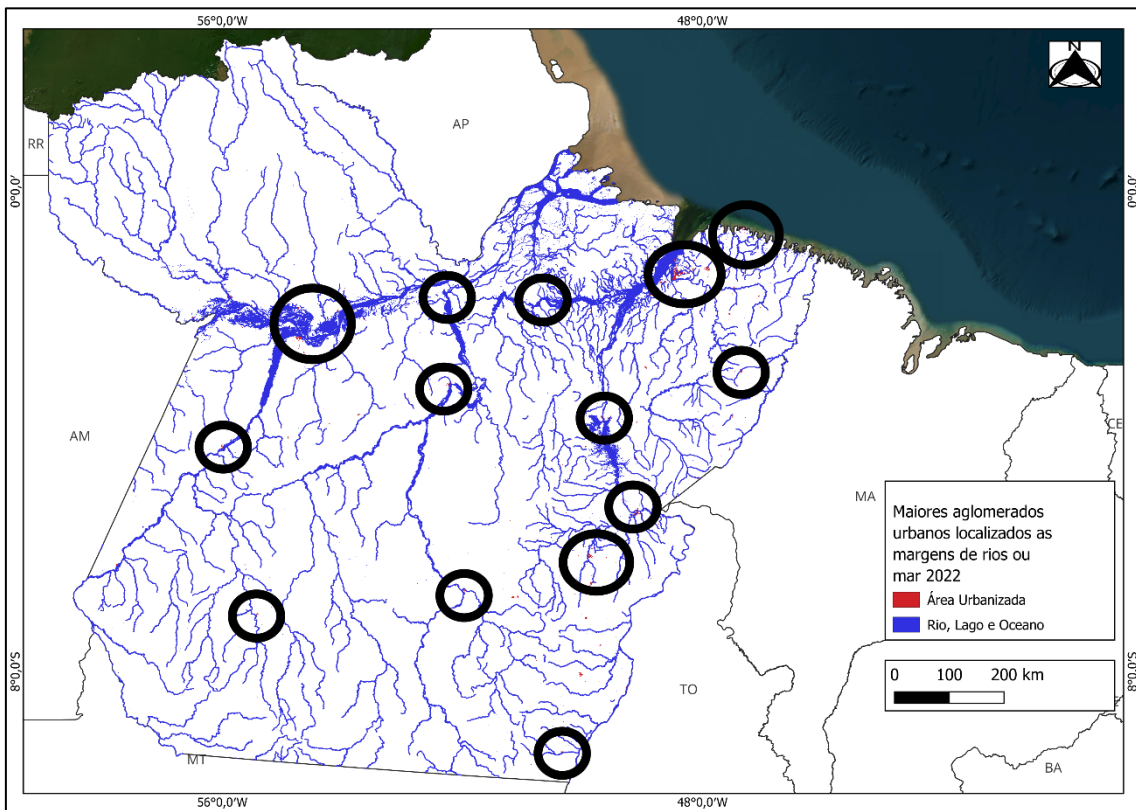 56°0,0'W
48°0,0'W
N
AP
RR
0°0,0'
0°0,0'
AM
MA
CE
Maiores aglomerados
urbanos localizados as
margens de rios ou
mar 2022
Área Urbanizada
Rio, Lago e Oceano
0 100 200 km
8°0,0'S
8°0,0'S
TO
MT
BA
56°0,0'W
48°0,0'W